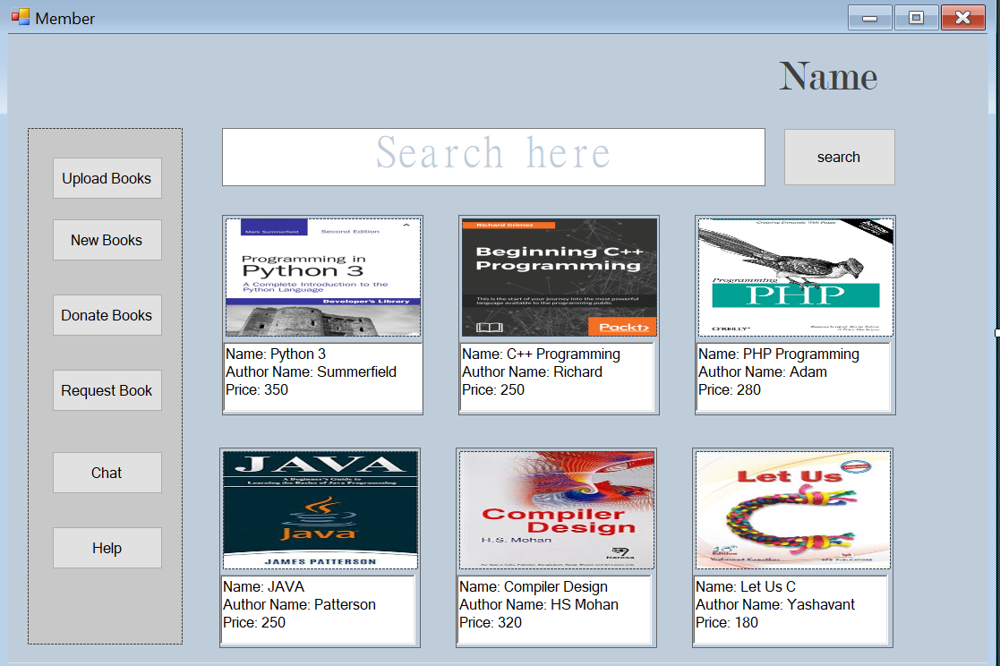 Member
Name
Search here
search
Upload Books
New Books
Donate Books
Request Book
Chat
Help
Mark Summerfield
Second Edition
Programming in
Python 3
A Complete Introduction to the
Python Language
Developer's Library
Name: Python 3
Author Name: Summerfield
Price: 350
Richard Grimes
Beginning C++
Programming
This is the start of your journey into the most powerful
language available to the programming public
Packt>
Name: C++ Programming
Author Name: Richard
Price: 250
Creating Dynamic Web Pages
Programming
PHP
O'REILLY
Name: PHP Programming
Author Name: Adam
Price: 280
JAVA
A Beginner's Guide to
Learning the Basics of Java Programming
Java
JAMES PATTERSON
Name: JAVA
Author Name: Patterson
Price: 250
Compiler
Design
H.S. Mohan
Narosa
Name: Compiler Design
Author Name: HS Mohan
Price: 320
Let Us
Edition
Yashavant Kanetkar
BPB PUBLICATIONS
Name: Let Us C
Author Name: Yashavant
Price: 180